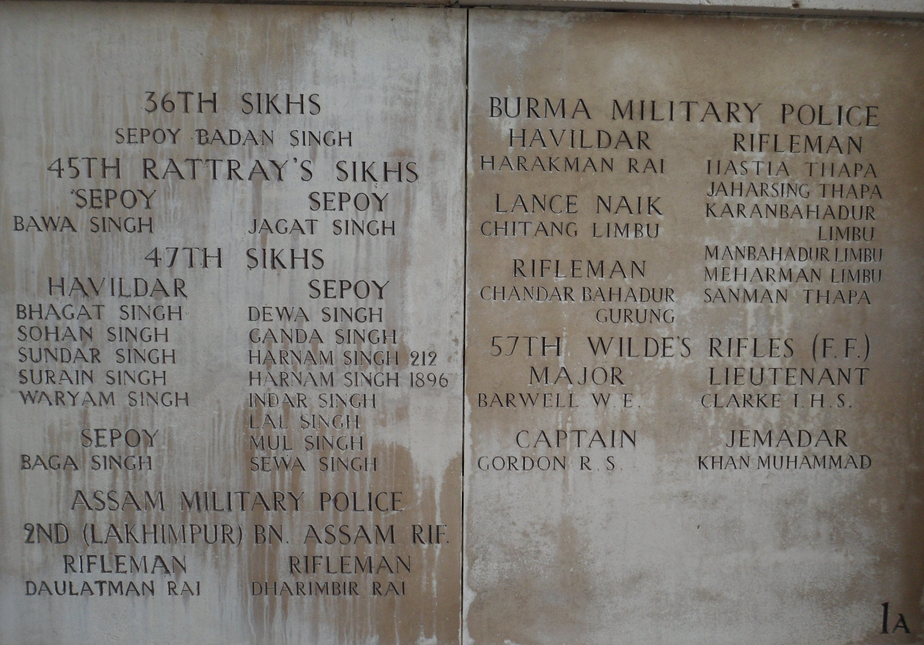 36TH SIKHS
SEPOY BADAN SINGH
45TH RATTRAY'S SIKHS
SEPOY SEPOY
BAWA SINGH JAGAT SINGH
47TH SIKHS
HAVILDAR SEPOY
BHAGAT SINGH DEWA SINGH
SOHAN SINGH GANDA SINGH
SUNDAR SINGH HARNAM SINGH 212
SURAIN SINGH HARNAM SINGH 1896
WARYAM SINGH INDAR SINGH
LAL SINGH
SEPOY MUL SINGH
BAGA SINGH SEWA SINGH
ASSAM MILITARY POLICE
2ND (LAKHIMPUR) BN. ASSAM RIF.
RIFLEMAN RIFLEMAN
DAULATMAN RAI DHARIMBIR RAI
BURMA MILITARY POLICE
HAVILDAR RIFLEMAN
HARAKMAN RAI HASTIA THAPA
JAHARSING THAPA
LANCE NAIK KARANBAHADUR
CHITANG LIMBU LIMBU
MANBAHADUR LIMBU
RIFLEMAN MEHARMAN LIMBU
CHANDAR BAHADUR SANMAN THAPA
GURUNG
57TH WILDE'S RIFLES (F.F.)
MAJOR LIEUTENANT
BARWELL W. E. CLARKE I.H.S.
CAPTAIN JEMADAR
GORDON R. S. KHAN MUHAMMAD
1A